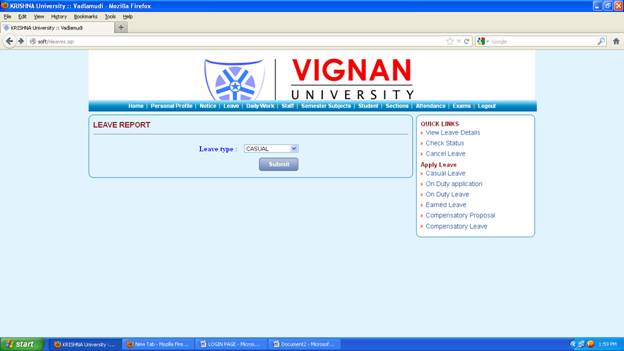 KRISHNA University :: Vadlamudi - Mozilla Firefox
File Edit View History Bookmarks Tools Help
KRISHNA University :: Vadlamudi
Google
VIGNAN
UNIVERSITY
Home | Personal Profile | Notice | Leave | Daily Work | Staff | Semester Subjects | Student | Sections | Attendance | Exams | Logout
LEAVE REPORT
Leave type :
CASUAL
Submit
QUICK LINKS
View Leave Details
Check Status
Cancel Leave
Apply Leave
Casual Leave
On Duty application
On Duty Leave
Earned Leave
Compensatory Proposal
Compensatory Leave
start
KRISHNA University :...
New Tab - Mozilla Fire...
LOGIN PAGE - Micros...
Document2 - Microsof...
1:59 PM